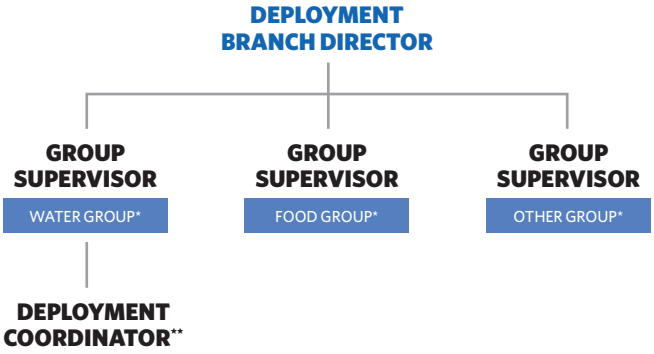 DEPLOYMENT
BRANCH DIRECTOR
GROUP
SUPERVISOR
WATER GROUP*
GROUP
SUPERVISOR
FOOD GROUP*
GROUP
SUPERVISOR
OTHER GROUP*
DEPLOYMENT
COORDINATOR**